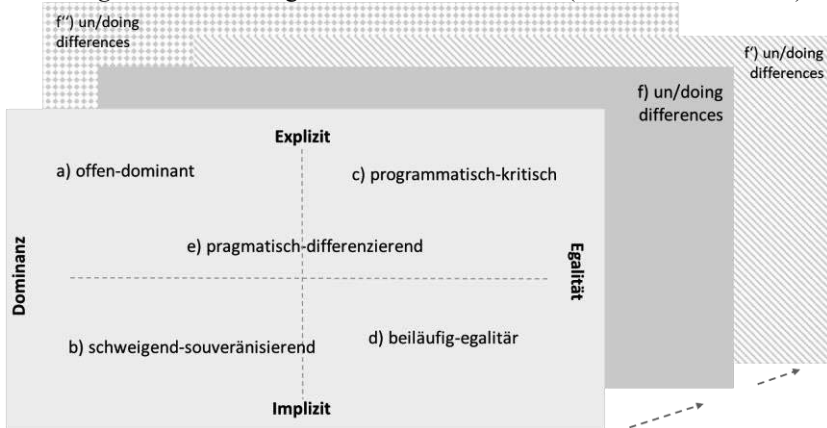 f'') un/doing
differences
f') un/doing
differences
f) un/doing
differences
Explizit
a) offen-dominant
c) programmatisch-kritisch
e) pragmatisch-differenzierend
Dominanz
Egalität
b) schweigend-souveränisierend
d) beiläufig-egalitär
Implizit